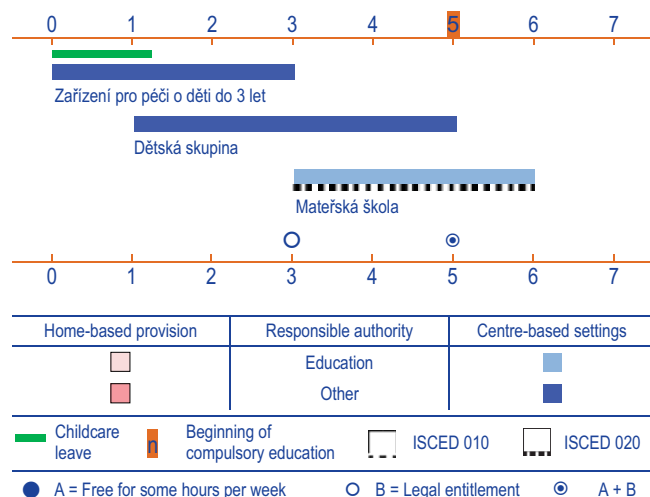 0 1 2 3 4 5 6 7
Zařízení pro péči o děti do 3 let
Dětská skupina
Mateřská škola
0 1 2 3 4 5 6 7
Home-based provision Responsible authority Centre-based settings
Education
Other
Childcare leave
n Beginning of compulsory education
ISCED 010
ISCED 020
A = Free for some hours per week B = Legal entitlement A + B